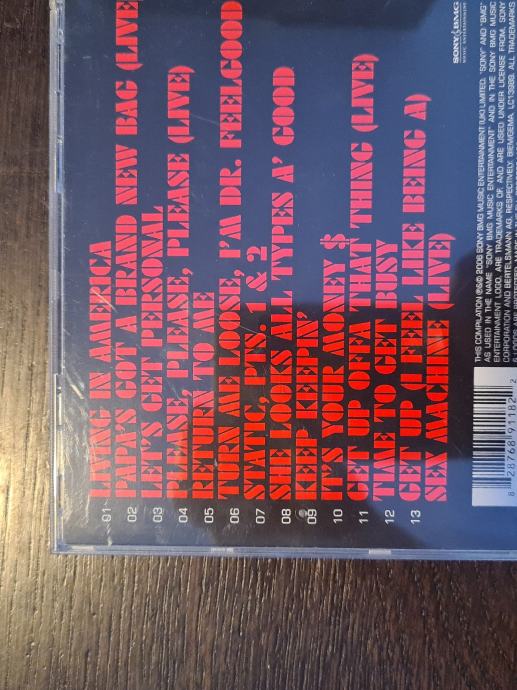 01 LIVING IN AMERICA
02 PAPA'S GOT A BRAND NEW BAG (LIVE)
03 LET'S GET PERSONAL
04 PLEASE, PLEASE, PLEASE (LIVE)
05 RETURN TO ME
06 TURN ME LOOSE, I'M DR. FEELGOOD
07 STATIC, PTS. 1 & 2
08 SHE LOOKS ALL TYPES A' GOOD
09 KEEP KEEPIN'
10 IT'S YOUR MONEY $
11 GET UP OFFA THAT THING (LIVE)
12 TIME TO GET BUSY
13 GET UP (I FEEL LIKE BEING A)
SEX MACHINE (LIVE)
SONY BMG
MUSIC ENTERTAINMENT
THIS COMPILATION ℗&© 2006 SONY BMG MUSIC ENTERTAINMENT (UK) LIMITED. "SONY" AND "BMG"
AS USED IN THE NAME "SONY BMG MUSIC ENTERTAINMENT" AND IN THE SONY BMG MUSIC
ENTERTAINMENT LOGO, ARE TRADEMARKS OF, AND ARE USED UNDER LICENSE FROM, SONY
CORPORATION AND BERTELSMANN AG, RESPECTIVELY. BIEM/GEMA. LC13989. ALL TRADEMARKS
8 28768 91182 2